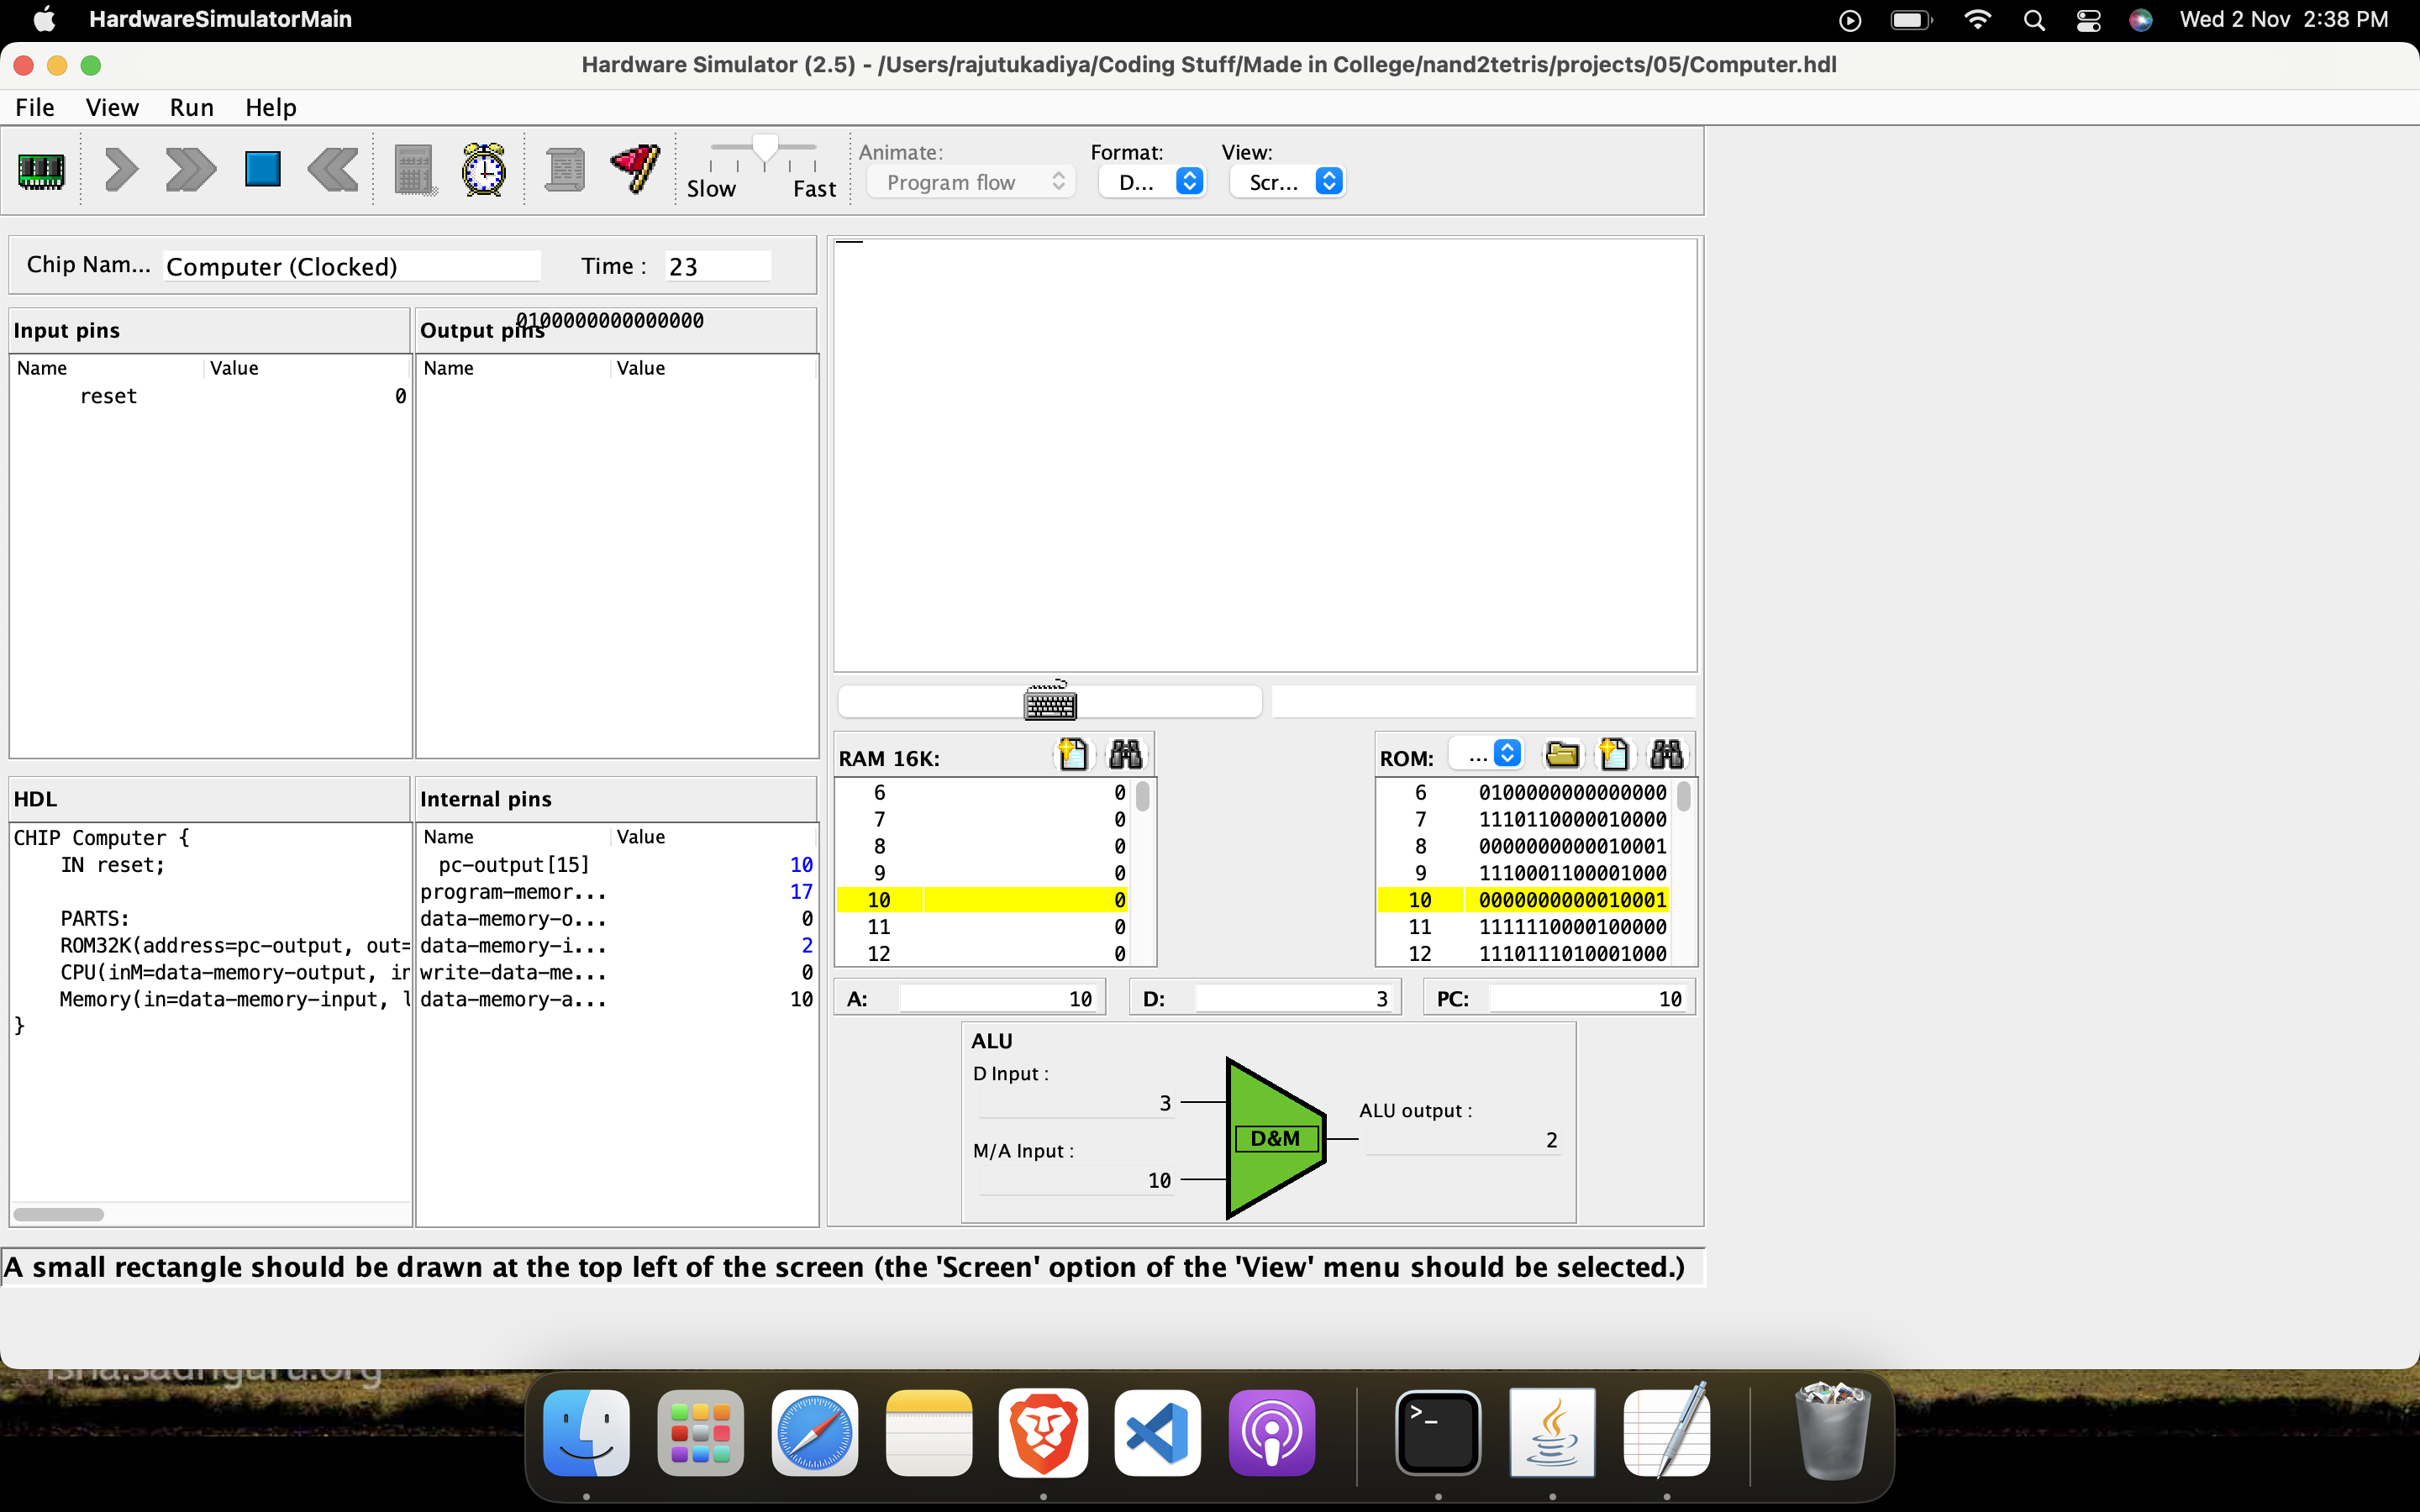 HardwareSimulatorMain
Wed 2 Nov 2:38 PM
Hardware Simulator (2.5) - /Users/rajutukadiya/Coding Stuff/Made in College/nand2tetris/projects/05/Computer.hdl
File View Run Help
Slow Fast
Animate:
Program flow
Format:
D...
View:
Scr...
Chip Nam... Computer (Clocked) Time : 23
Input pins
Name Value
reset 0
Output pins
0100000000000000
Name Value
RAM 16K:
6 0
7 0
8 0
9 0
10 0
11 0
12 0
ROM: ...
6 0100000000000000
7 1110110000010000
8 0000000000010001
9 1110001100001000
10 0000000000010001
11 1111110000100000
12 1110111010001000
HDL
CHIP Computer {
IN reset;
PARTS:
ROM32K(address=pc-output, out=
CPU(inM=data-memory-output, in
Memory(in=data-memory-input, l
}
Internal pins
Name Value
pc-output[15] 10
program-memor... 17
data-memory-o... 0
data-memory-i... 2
write-data-me... 0
data-memory-a... 10
A: 10
D: 3
PC: 10
ALU
D Input :
3
M/A Input :
10
D&M
ALU output :
2
A small rectangle should be drawn at the top left of the screen (the 'Screen' option of the 'View' menu should be selected.)
isha.sadhguru.org
>_